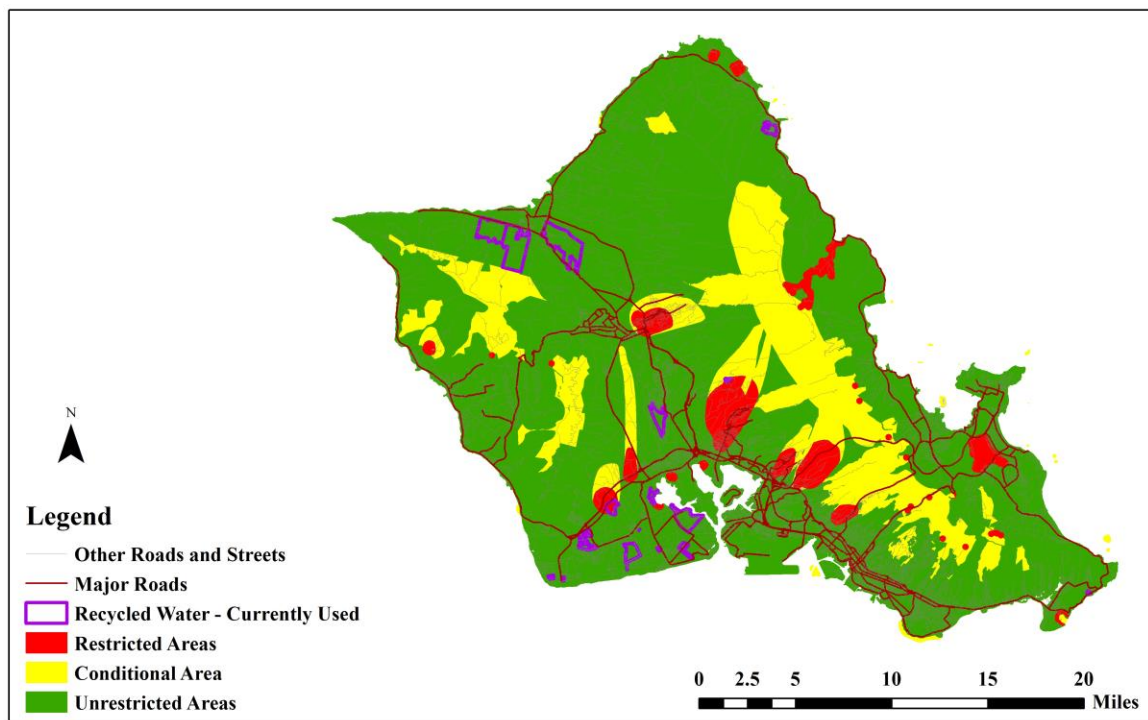 N
Legend
Other Roads and Streets
Major Roads
Recycled Water - Currently Used
Restricted Areas
Conditional Area
Unrestricted Areas
0 2.5 5 10 15 20
Miles